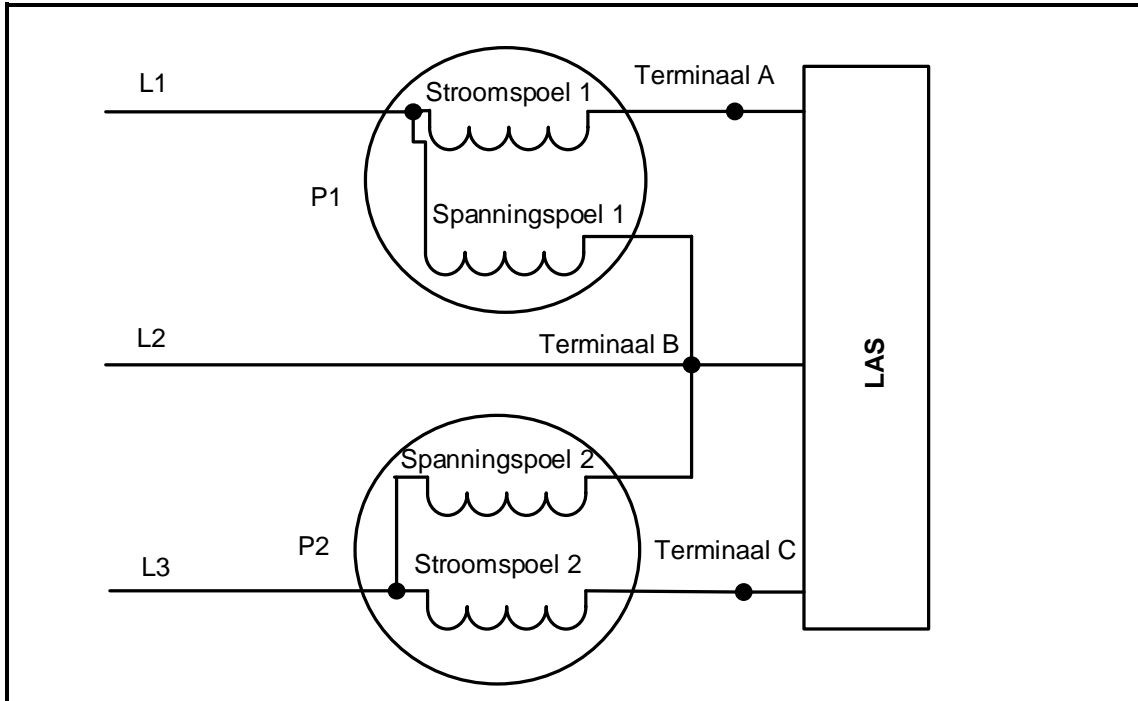 L1
Stroomspoel 1
Terminaal A
P1
Spanningspoel 1
L2
Terminaal B
LAS
Spanningspoel 2
P2
Stroomspoel 2
Terminaal C
L3